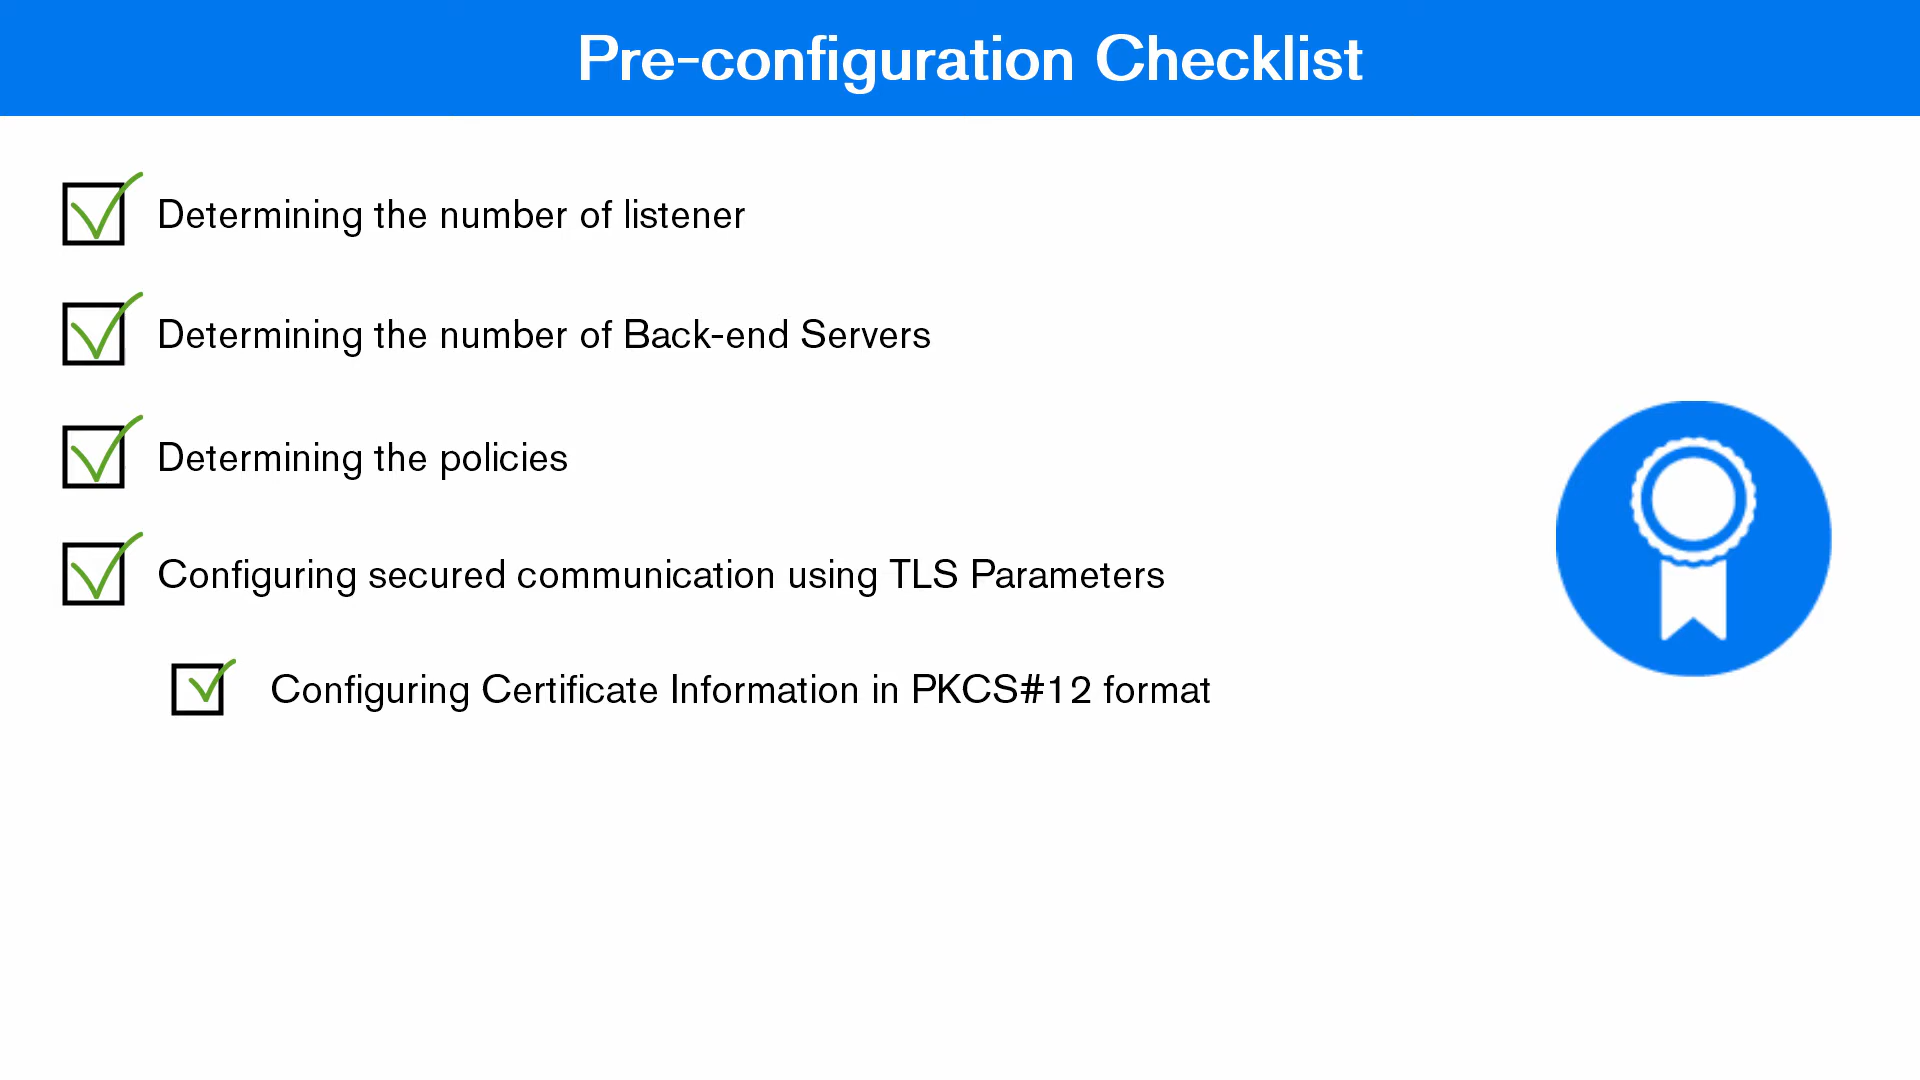 Pre-configuration Checklist
Determining the number of listener
Determining the number of Back-end Servers
Determining the policies
Configuring secured communication using TLS Parameters
Configuring Certificate Information in PKCS#12 format